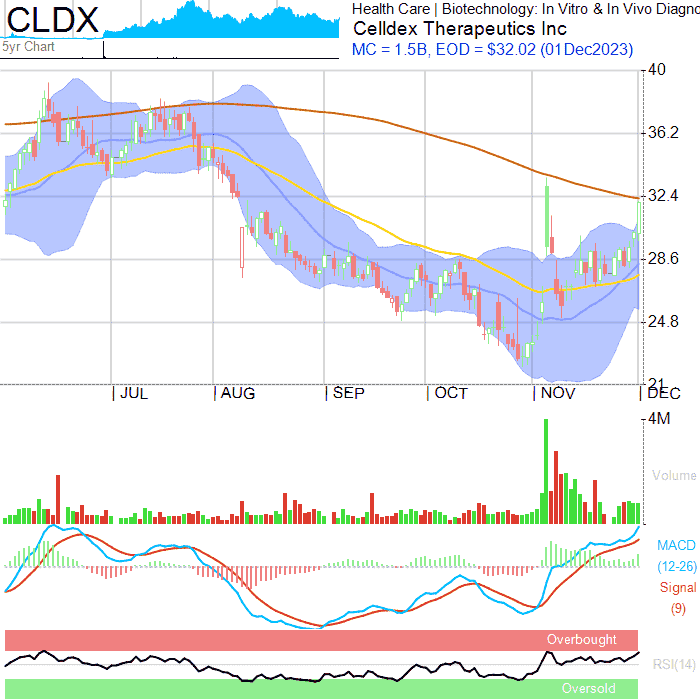 CLDX
5yr Chart
Health Care | Biotechnology: In Vitro & In Vivo Diagno
Celldex Therapeutics Inc
MC = 1.5B, EOD = $32.02 (01Dec2023)
40
36.2
32.4
28.6
24.8
21
JUL AUG SEP OCT NOV DEC
4M
Volume
MACD
(12-26)
Signal
(9)
Overbought
RSI(14)
Oversold